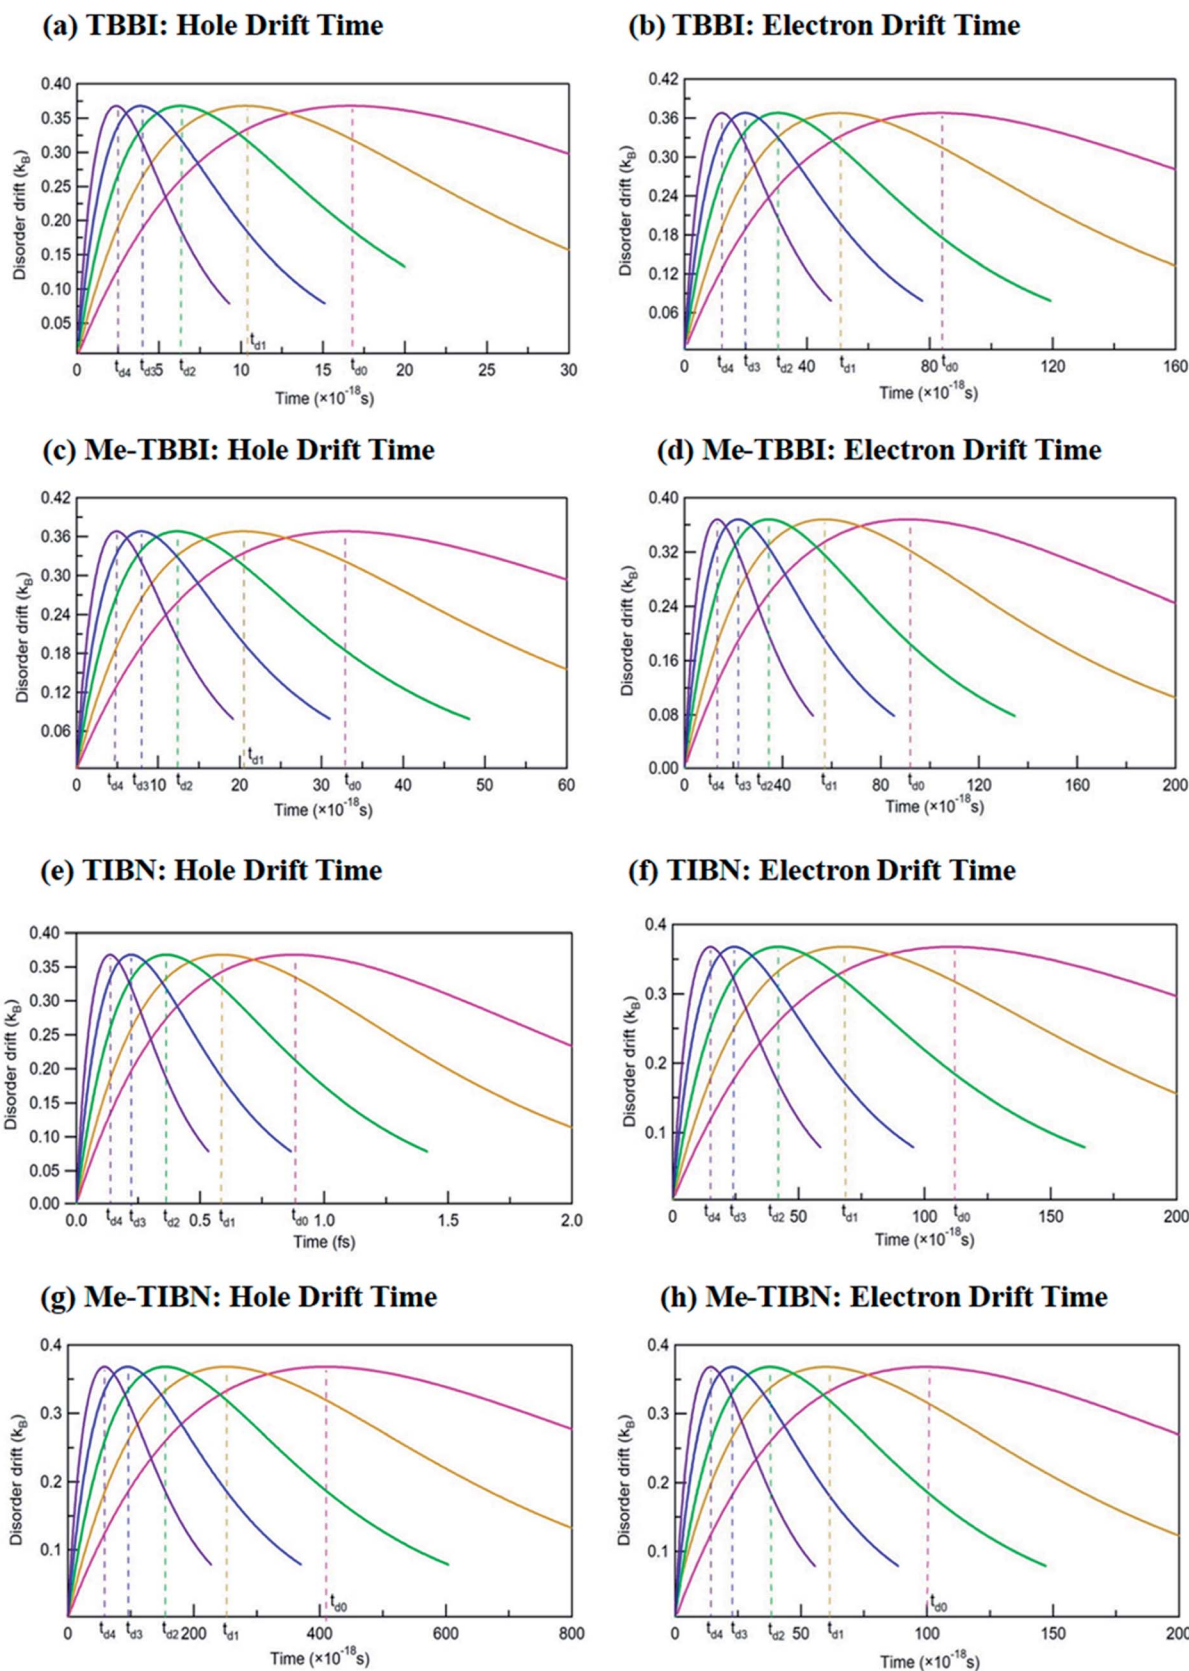 (a) TBBI: Hole Drift Time
(b) TBBI: Electron Drift Time
Disorder drift (kB)
0.40
0.35
0.30
0.25
0.20
0.15
0.10
0.05
0 td4 td3 5 td2 10 td1 15 td0 20 25 30
Time (×10-18s)
Disorder drift (kB)
0.42
0.36
0.30
0.24
0.18
0.12
0.06
0 td4 td3 td2 40 td1 80 td0 120 160
Time (×10-18s)
(c) Me-TBBI: Hole Drift Time
(d) Me-TBBI: Electron Drift Time
Disorder drift (kB)
0.42
0.36
0.30
0.24
0.18
0.12
0.06
0 td4 td3 10 td2 20 td1 30 td0 40 50 60
Time (×10-18s)
Disorder drift (kB)
0.40
0.32
0.24
0.16
0.08
0.00
0 td4 td3 td2 40 td1 80 td0 120 160 200
Time (×10-18s)
(e) TIBN: Hole Drift Time
(f) TIBN: Electron Drift Time
Disorder drift (kB)
0.40
0.35
0.30
0.25
0.20
0.15
0.10
0.05
0.00
0.0 td4 td3 td2 0.5 td1 td0 1.0 1.5 2.0
Time (fs)
Disorder drift (kB)
0.4
0.3
0.2
0.1
0 td4 td3 td2 50 td1 100 td0 150 200
Time (×10-18s)
(g) Me-TIBN: Hole Drift Time
(h) Me-TIBN: Electron Drift Time
Disorder drift (kB)
0.4
0.3
0.2
0.1
0 td4 td3 td2 200 td1 400 td0 600 800
Time (×10-18s)
Disorder drift (kB)
0.4
0.3
0.2
0.1
0 td4 td3 td2 50 td1 100 td0 150 200
Time (×10-18s)